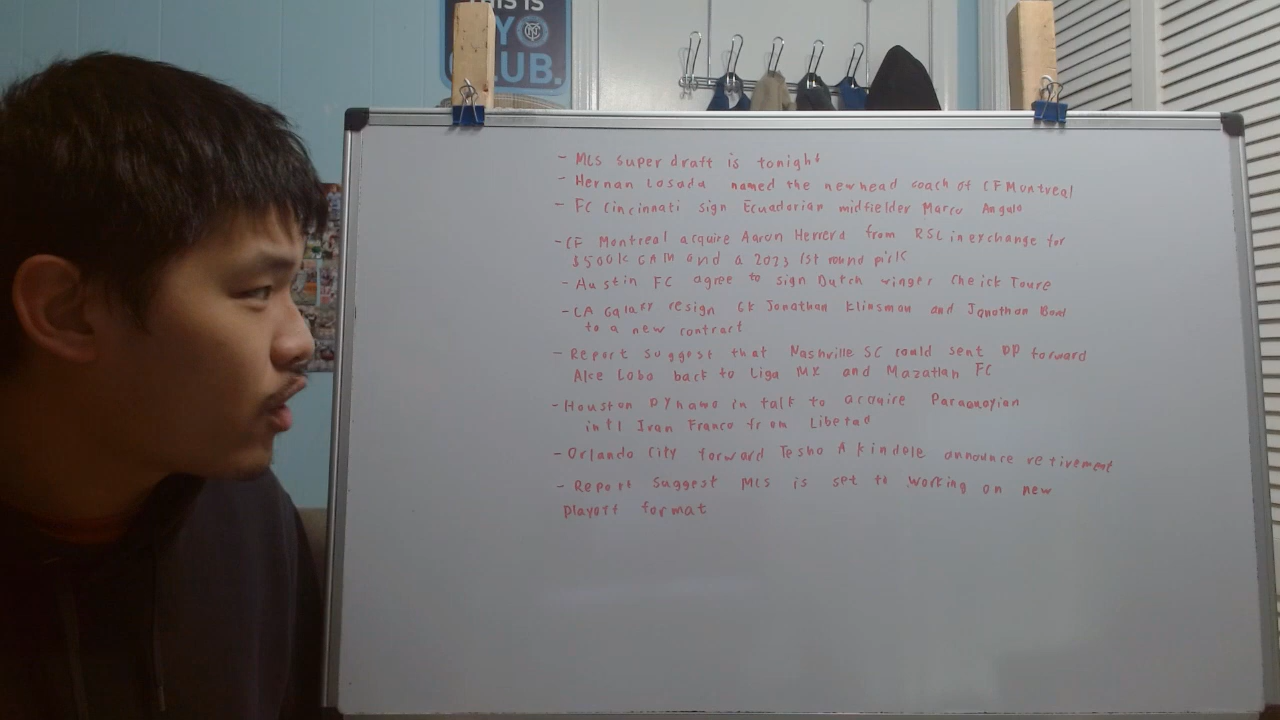 THIS IS
NYC
CLUB.
- MLS super draft is tonight
- Hernan Losada named the new head coach of CF Montreal
- FC Cincinnati sign Ecuadorian midfielder Marco Angulo
- CF Montreal acquire Aaron Herrera from RSL in exchange for
$500K GAM and a 2023 1st round pick
- Austin FC agree to sign Dutch winger Cheick Toure
- LA Galaxy resign GK Jonathan Klinsman and Jonathan Bond
to a new contract
- Report suggest that Nashville SC could sent DP forward
Ake Loba back to Liga MX and Mazatlan FC
- Houston Dynamo in talk to acquire Paraguayian
int'l Ivan Franco from Libetad
- Orlando City forward Tesho Akindele announce retirement
- Report suggest MLS is set to working on new
playoff format